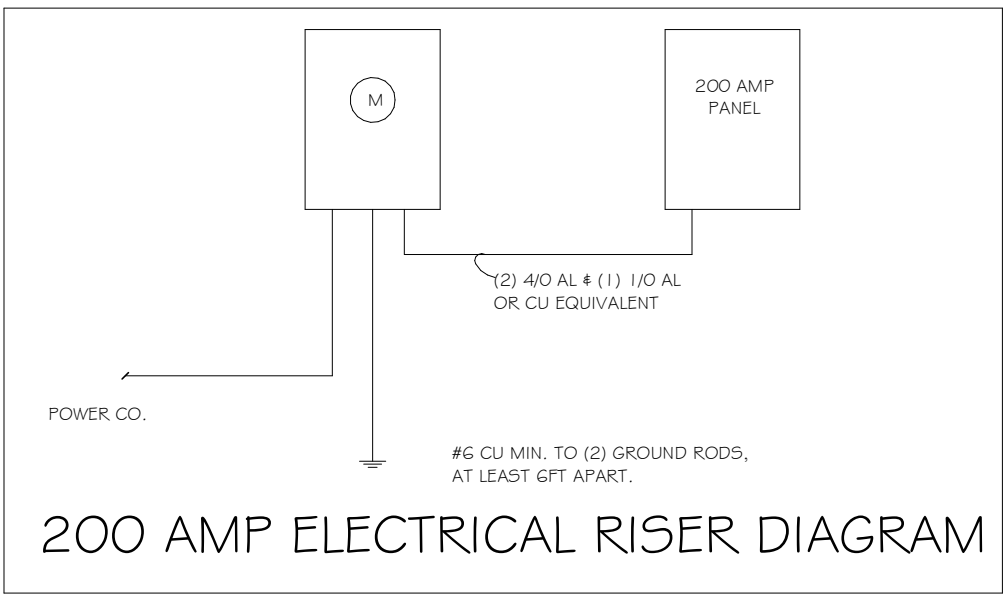 M
200 AMP
PANEL
(2) 4/0 AL & (1) 1/0 AL
OR CU EQUIVALENT
POWER CO.
#6 CU MIN. TO (2) GROUND RODS,
AT LEAST 6FT APART.
200 AMP ELECTRICAL RISER DIAGRAM